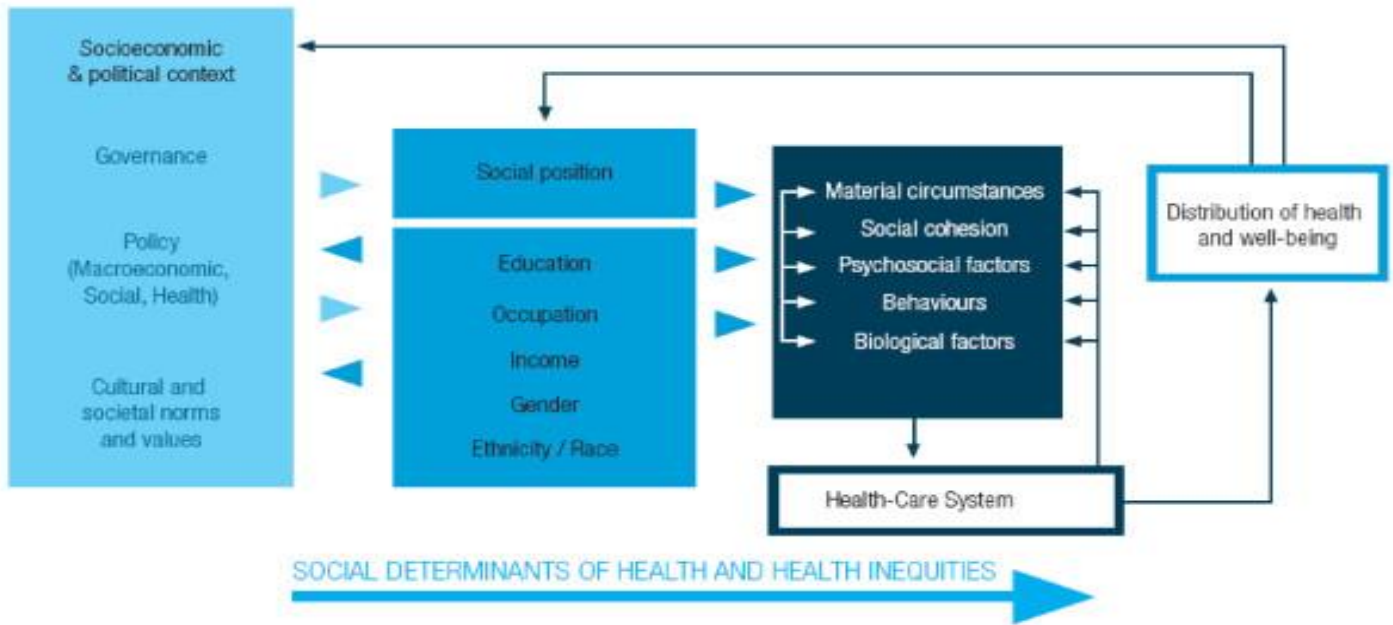 Socioeconomic
& political context
Governance
Policy
(Macroeconomic,
Social, Health)
Cultural and
societal norms
and values
Social position
Education
Occupation
Income
Gender
Ethnicity / Race
Material circumstances
Social cohesion
Psychosocial factors
Behaviours
Biological factors
Health-Care System
Distribution of health
and well-being
SOCIAL DETERMINANTS OF HEALTH AND HEALTH INEQUITIES